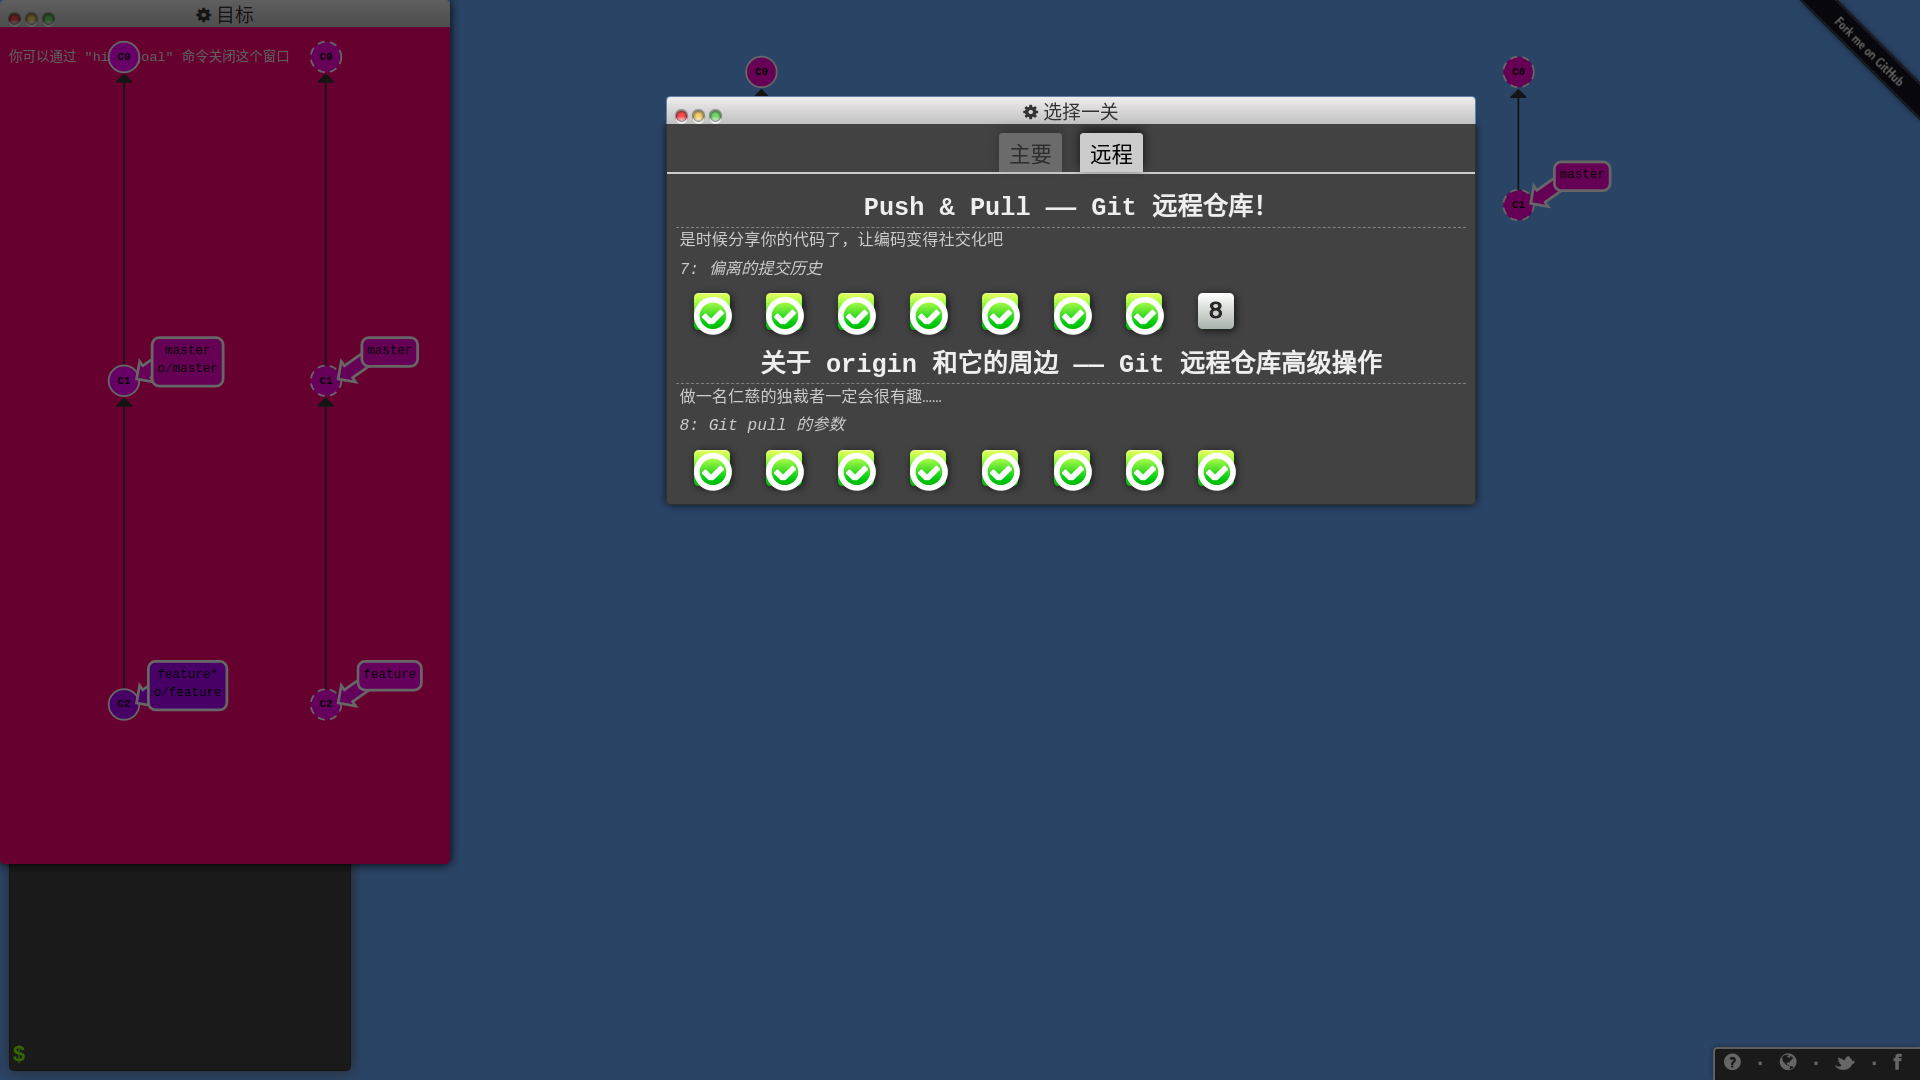 目标
你可以通过 "hi oal" 命令关闭这个窗口
C0
C0
master
o/master
C1
master
C1
feature*
o/feature
C2
feature
C2
$
C0
选择一关
主要
远程
Push & Pull —— Git 远程仓库!
是时候分享你的代码了，让编码变得社交化吧
7: 偏离的提交历史
8
关于 origin 和它的周边 —— Git 远程仓库高级操作
做一名仁慈的独裁者一定会很有趣……
8: Git pull 的参数
C0
master
C1
Fork me on GitHub